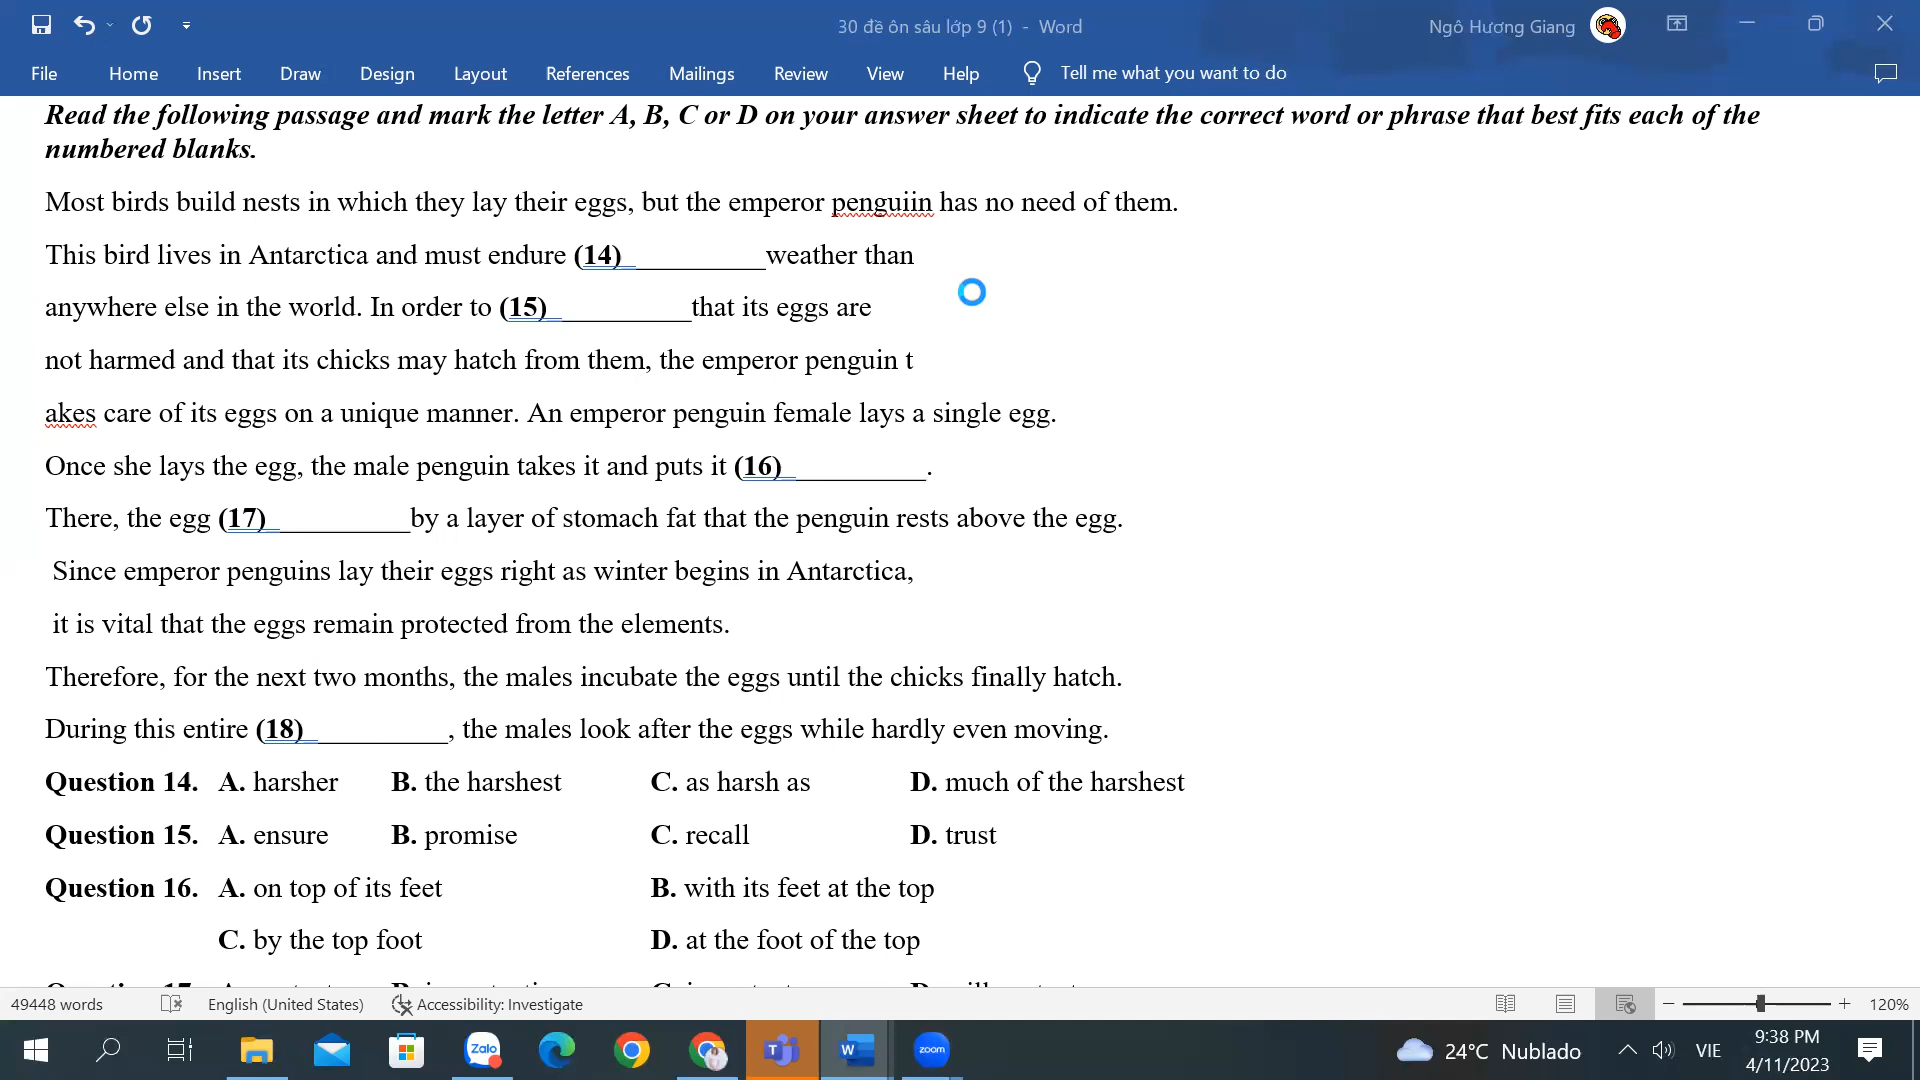 30 đề ôn sâu lớp 9 (1) - Word
Ngô Hương Giang
File Home Insert Draw Design Layout References Mailings Review View Help Tell me what you want to do
Read the following passage and mark the letter A, B, C or D on your answer sheet to indicate the correct word or phrase that best fits each of the
numbered blanks.
Most birds build nests in which they lay their eggs, but the emperor penguiin has no need of them.
This bird lives in Antarctica and must endure (14)__________weather than
anywhere else in the world. In order to (15)__________that its eggs are
not harmed and that its chicks may hatch from them, the emperor penguin t
akes care of its eggs on a unique manner. An emperor penguin female lays a single egg.
Once she lays the egg, the male penguin takes it and puts it (16)__________.
There, the egg (17)__________by a layer of stomach fat that the penguin rests above the egg.
Since emperor penguins lay their eggs right as winter begins in Antarctica,
it is vital that the eggs remain protected from the elements.
Therefore, for the next two months, the males incubate the eggs until the chicks finally hatch.
During this entire (18)__________, the males look after the eggs while hardly even moving.
Question 14. A. harsher B. the harshest C. as harsh as D. much of the harshest
Question 15. A. ensure B. promise C. recall D. trust
Question 16. A. on top of its feet B. with its feet at the top
C. by the top foot D. at the foot of the top
49448 words English (United States) Accessibility: Investigate 120%
Zalo
zoom
24°C Nublado
VIE
9:38 PM
4/11/2023